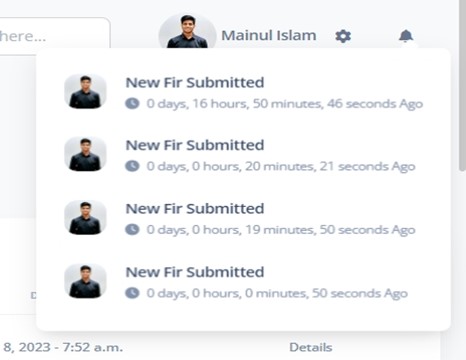 here...
Mainul Islam
New Fir Submitted
0 days, 16 hours, 50 minutes, 46 seconds Ago
New Fir Submitted
0 days, 0 hours, 20 minutes, 21 seconds Ago
New Fir Submitted
0 days, 0 hours, 19 minutes, 50 seconds Ago
New Fir Submitted
0 days, 0 hours, 0 minutes, 50 seconds Ago
8, 2023 - 7:52 a.m.
Details